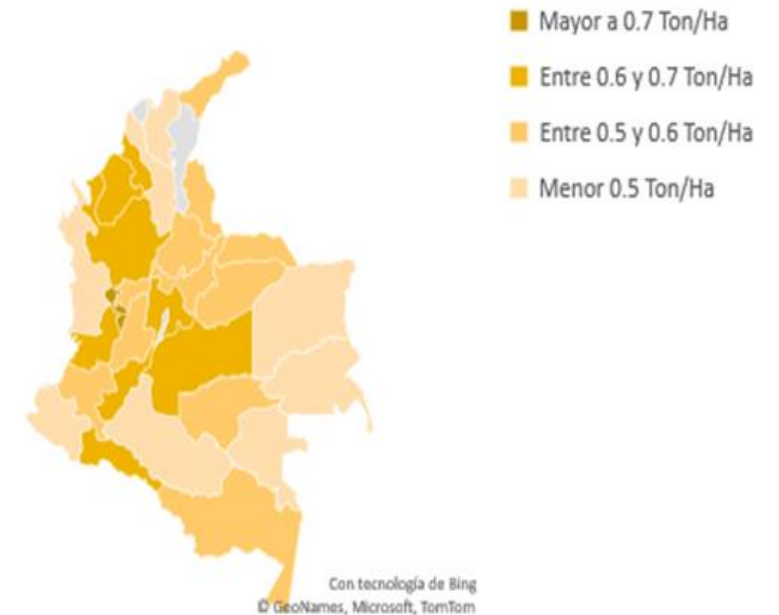 Mayor a 0.7 Ton/Ha
Entre 0.6 y 0.7 Ton/Ha
Entre 0.5 y 0.6 Ton/Ha
Menor 0.5 Ton/Ha
Con tecnología de Bing
© GeoNames, Microsoft, TomTom